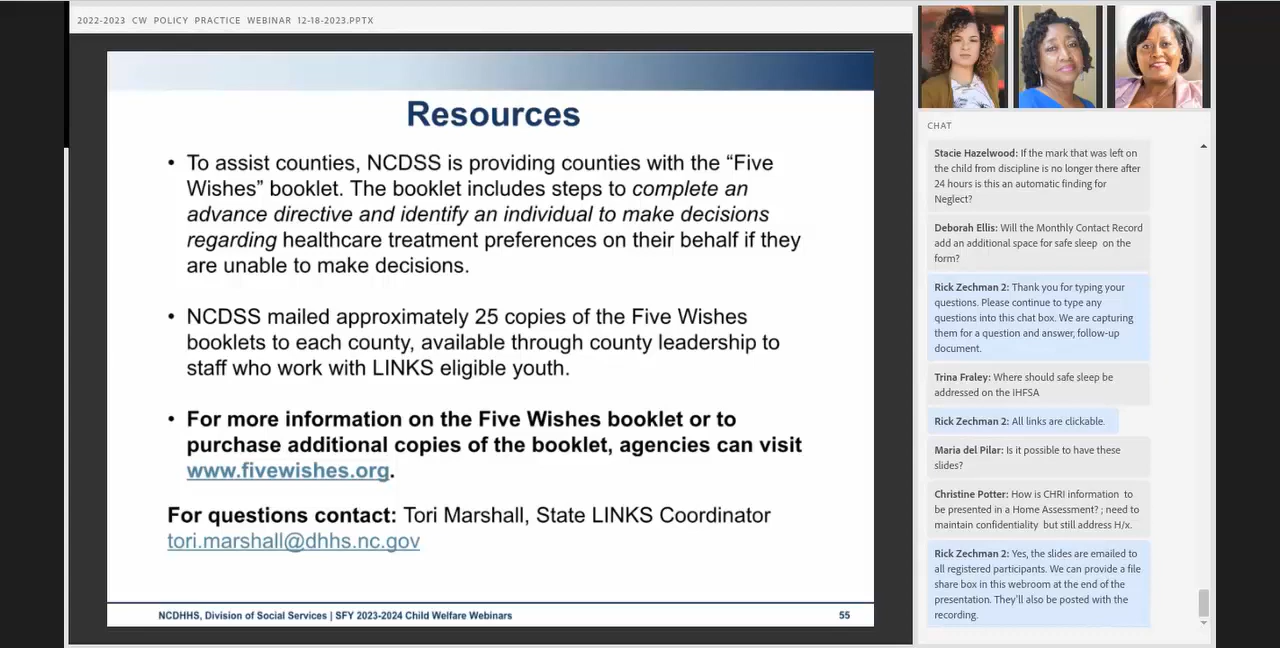 2022-2023 CW POLICY PRACTICE WEBINAR 12-18-2023.PPTX
Resources
• To assist counties, NCDSS is providing counties with the “Five
Wishes” booklet. The booklet includes steps to complete an
advance directive and identify an individual to make decisions
regarding healthcare treatment preferences on their behalf if they
are unable to make decisions.
• NCDSS mailed approximately 25 copies of the Five Wishes
booklets to each county, available through county leadership to
staff who work with LINKS eligible youth.
• For more information on the Five Wishes booklet or to
purchase additional copies of the booklet, agencies can visit
www.fivewishes.org.
For questions contact: Tori Marshall, State LINKS Coordinator
tori.marshall@dhhs.nc.gov
NCDHHS, Division of Social Services | SFY 2023-2024 Child Welfare Webinars
55
CHAT
Stacie Hazelwood: If the mark that was left on
the child from discipline is no longer there after
24 hours is this an automatic finding for
Neglect?
Deborah Ellis: Will the Monthly Contact Record
add an additional space for safe sleep on the
form?
Rick Zechman 2: Thank you for typing your
questions. Please continue to type any
questions into this chat box. We are capturing
them for a question and answer, follow-up
document.
Trina Fraley: Where should safe sleep be
addressed on the IHFSA
Rick Zechman 2: All links are clickable.
Maria del Pilar: Is it possible to have these
slides?
Christine Potter: How is CHRI information to
be presented in a Home Assessment? ; need to
maintain confidentiality but still address H/x.
Rick Zechman 2: Yes, the slides are emailed to
all registered participants. We can provide a file
share box in this webroom at the end of the
presentation. They'll also be posted with the
recording.